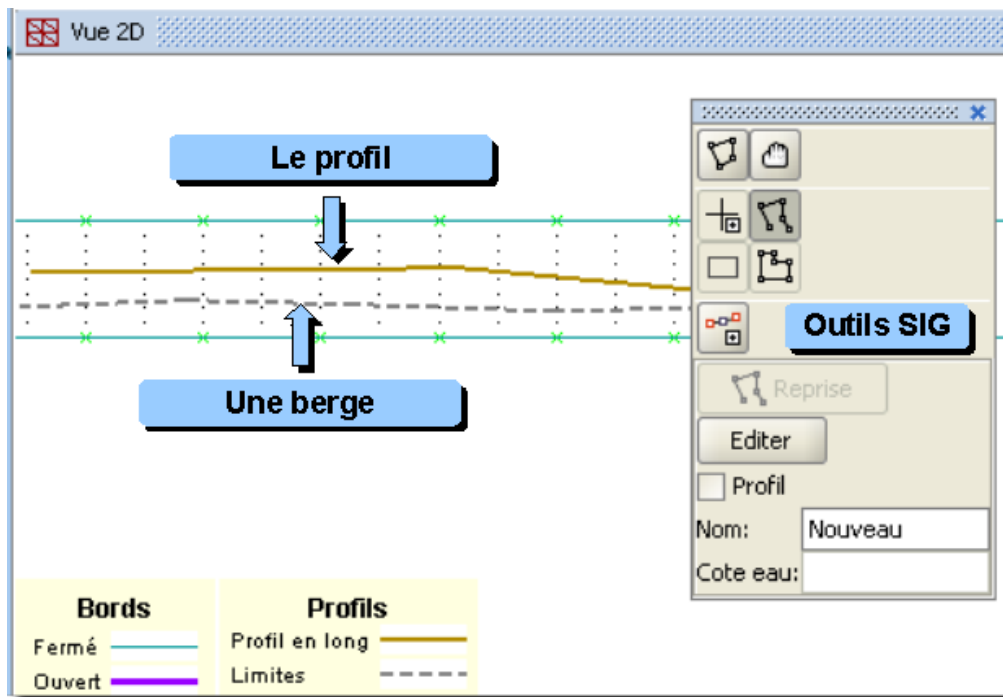 Vue 2D
Le profil
Une berge
Outils SIG
Reprise
Editer
Profil
Nom: Nouveau
Cote eau:
Bords
Fermé
Ouvert
Profils
Profil en long
Limites